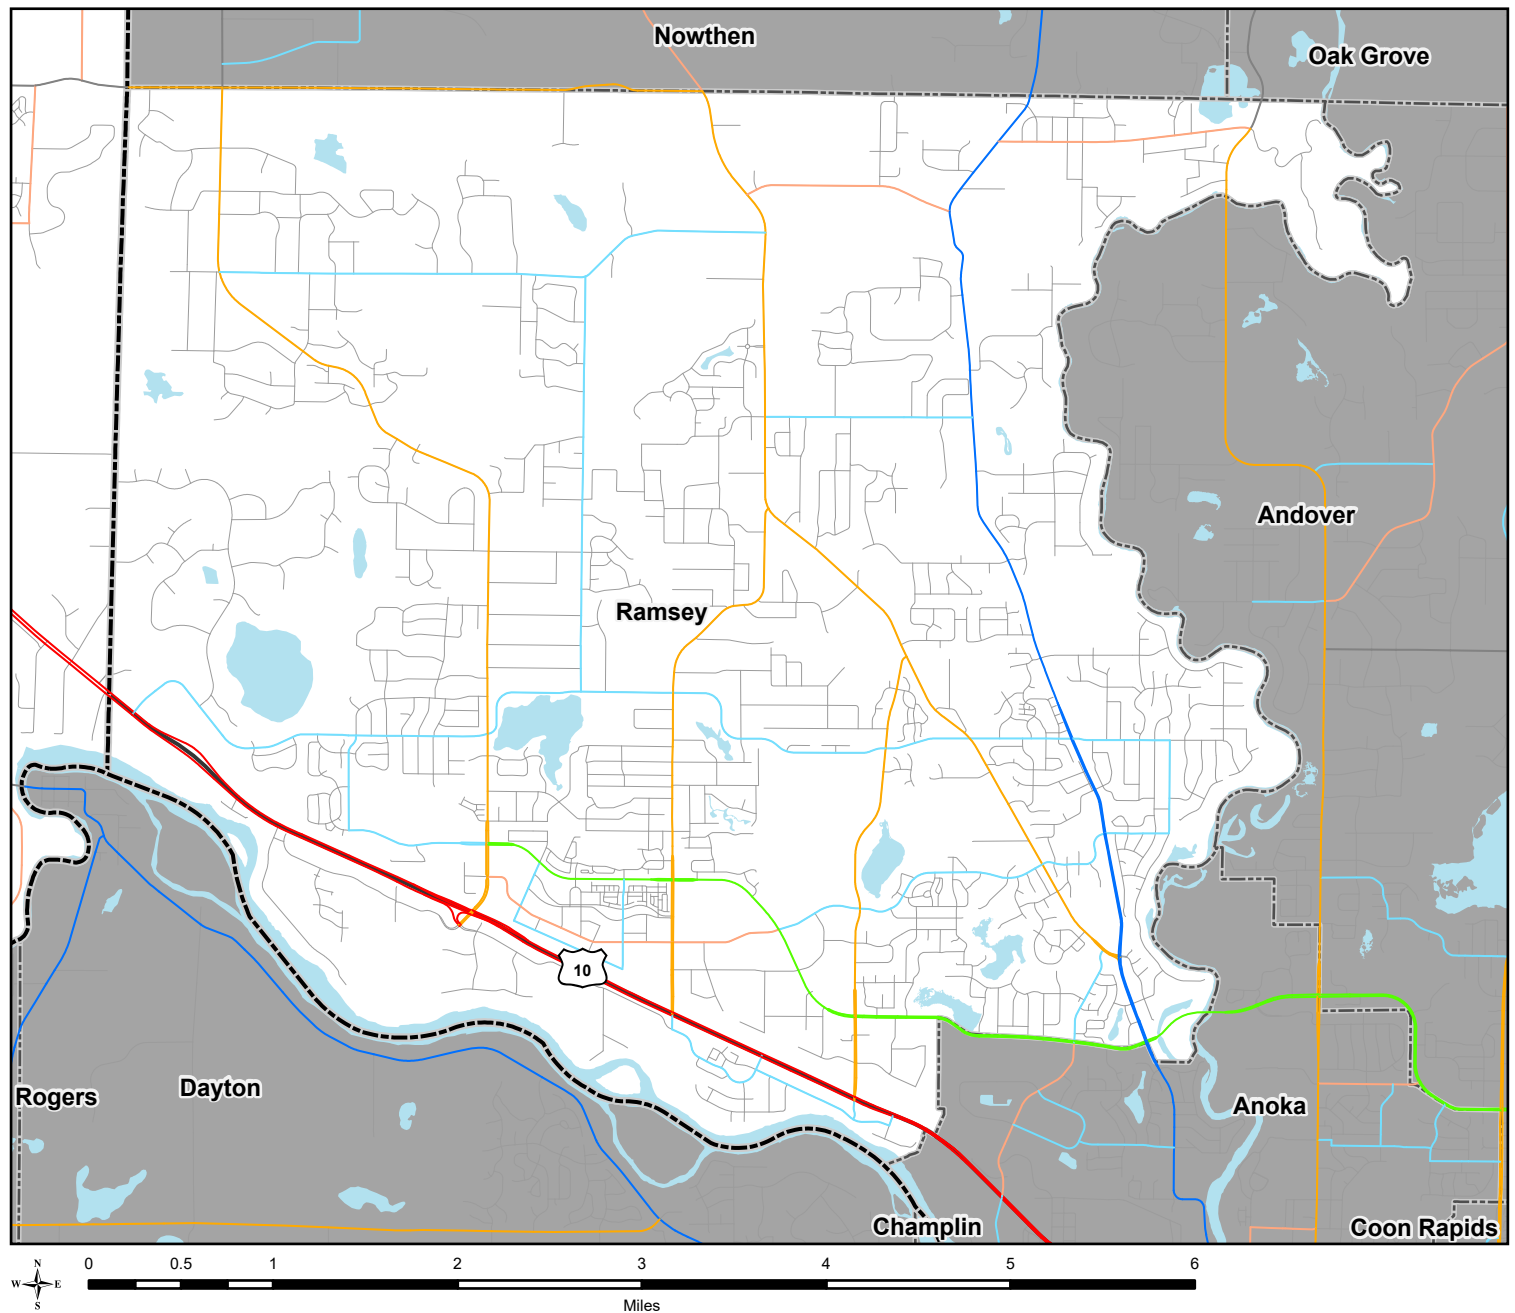 Nowthen
Oak Grove
Andover
Ramsey
10
Rogers
Dayton
Anoka
Champlin
Coon Rapids
N
W E
S
0 0.5 1 2 3 4 5 6
Miles